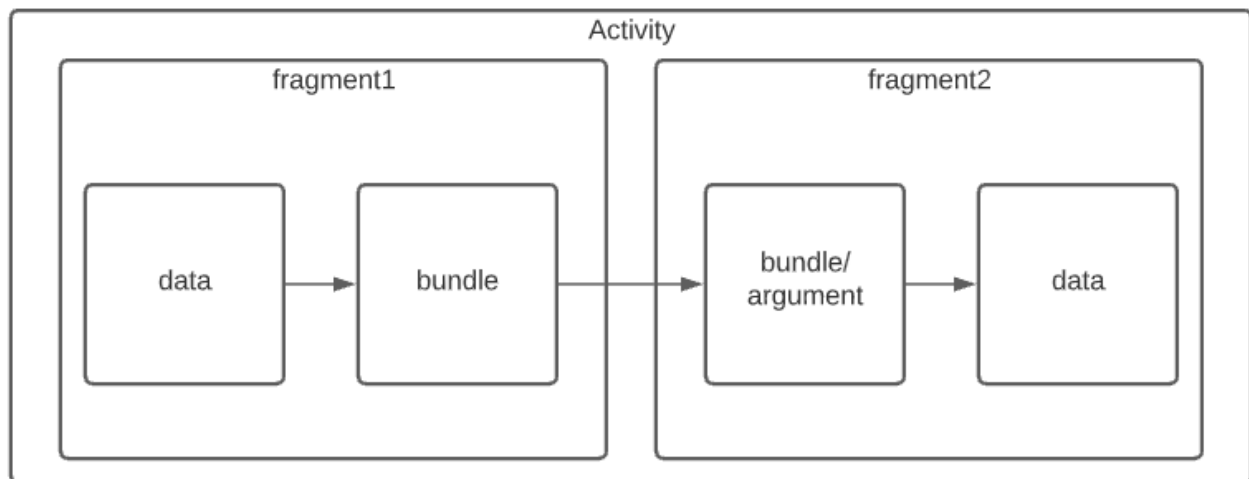 Activity
fragment1
fragment2
data
bundle
bundle/
argument
data